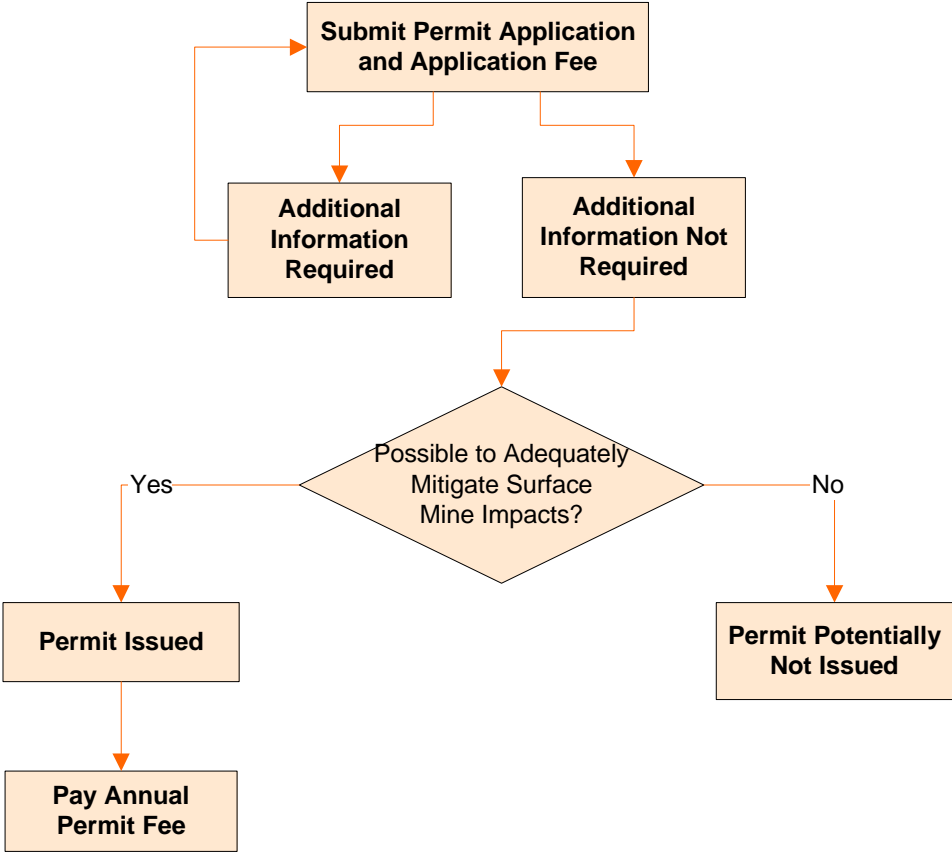 Submit Permit Application
and Application Fee
Additional
Information
Required
Additional
Information Not
Required
Possible to Adequately
Mitigate Surface
Mine Impacts?
Yes
No
Permit Issued
Permit Potentially
Not Issued
Pay Annual
Permit Fee